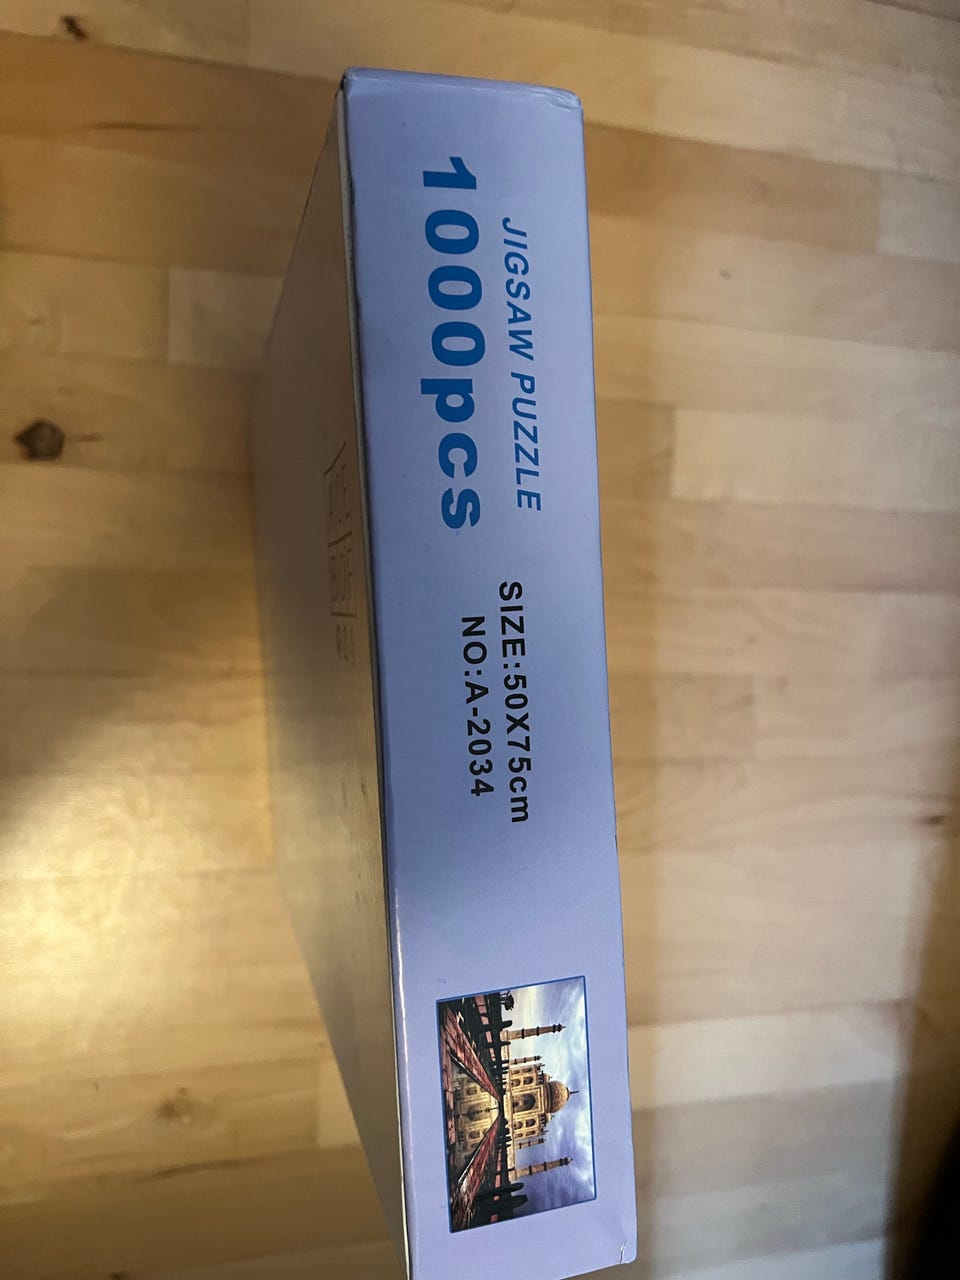 JIGSAW PUZZLE
1000pcs
SIZE:50X75cm
NO:A-2034